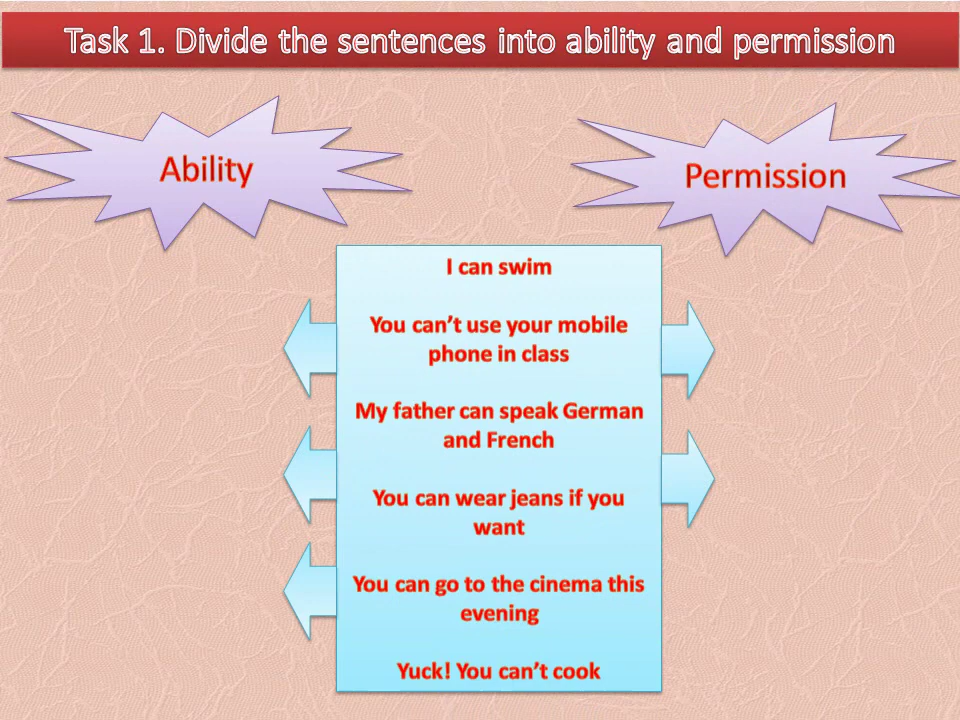 Task 1. Divide the sentences into ability and permission
Ability
Permission
I can swim
You can't use your mobile
phone in class
My father can speak German
and French
You can wear jeans if you
want
You can go to the cinema this
evening
Yuck! You can't cook